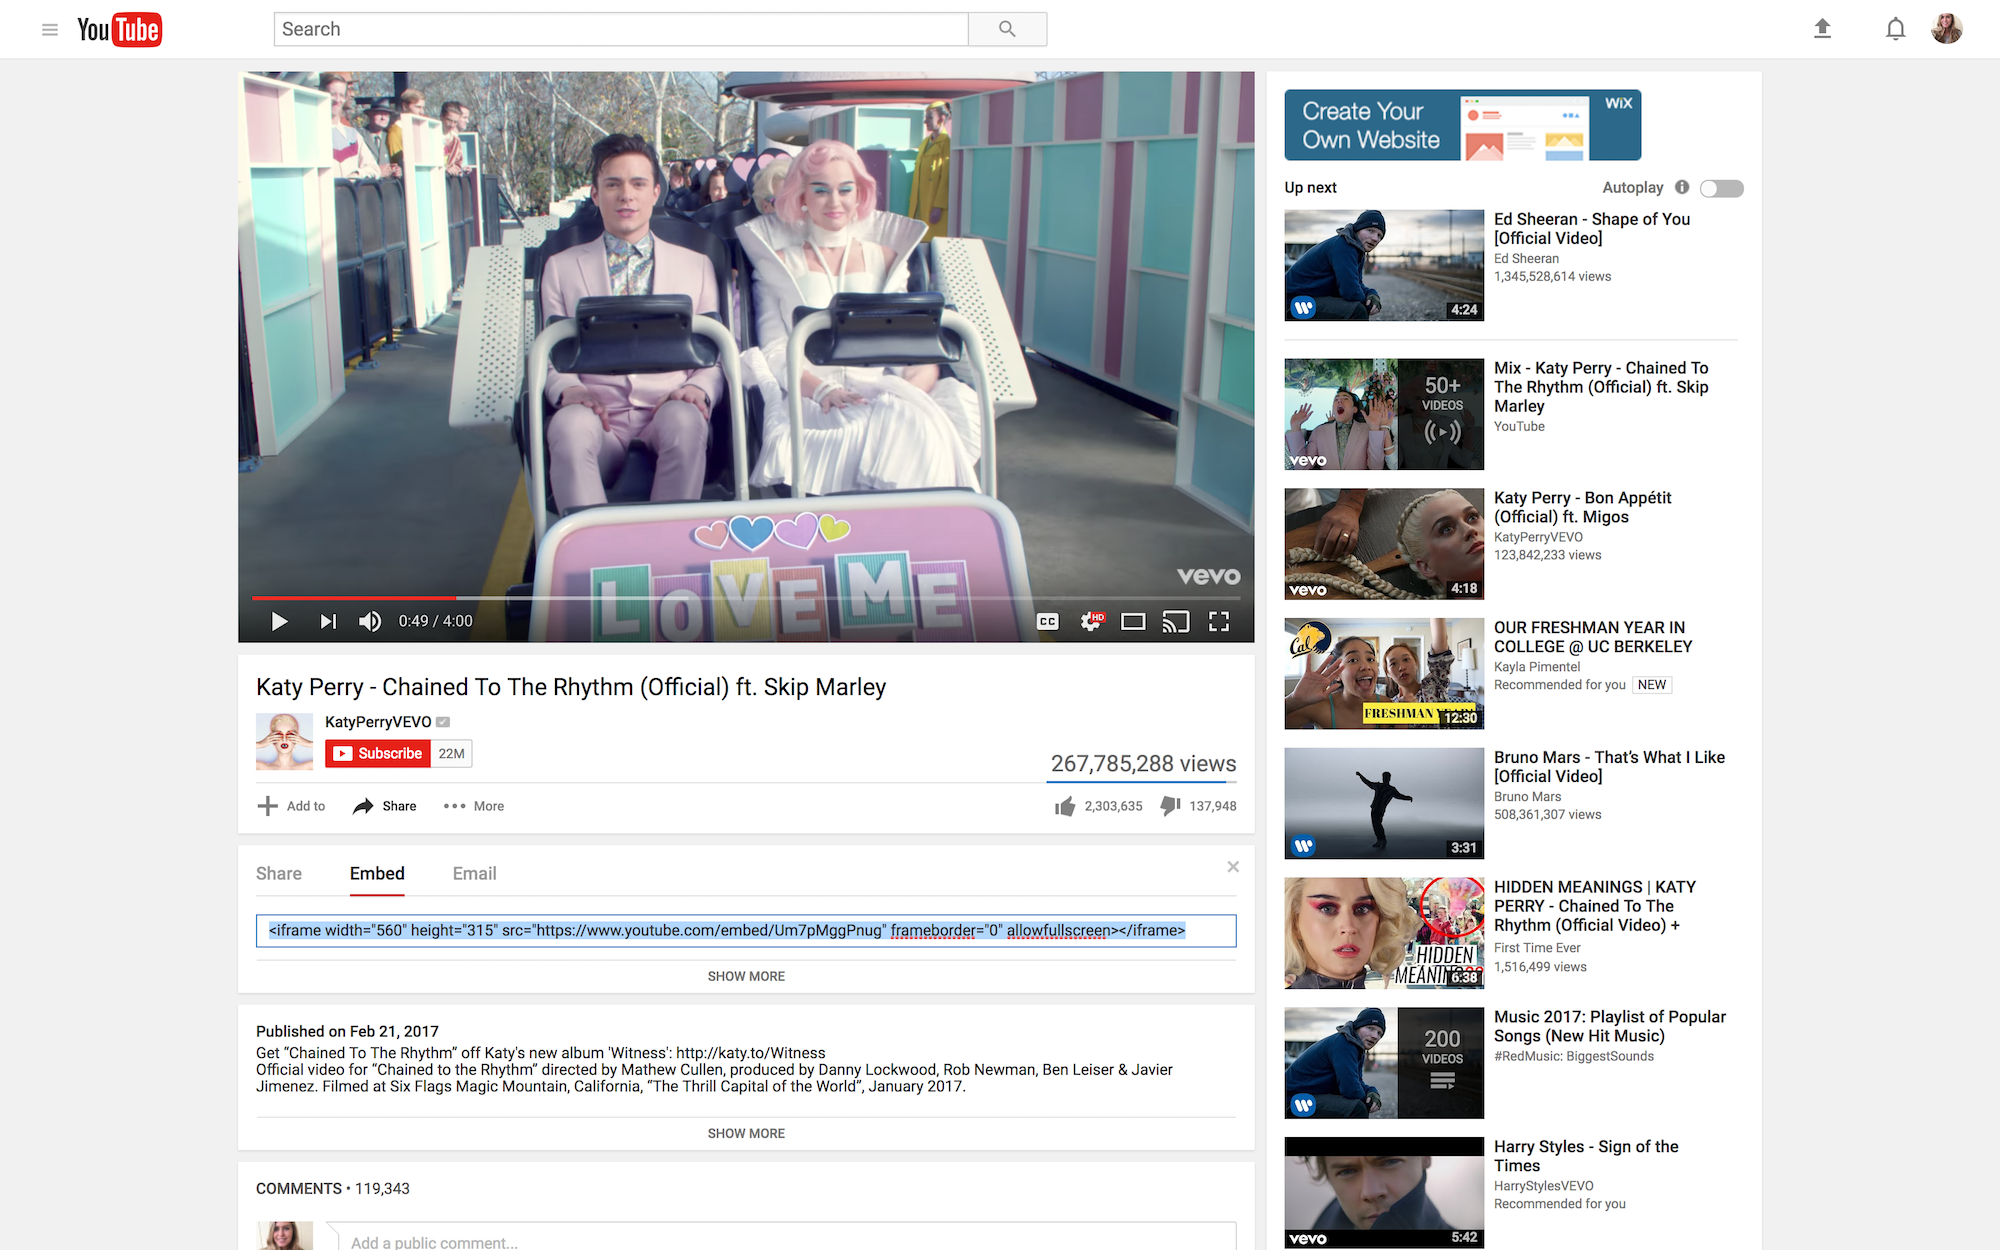 YouTube
Search
LOVE ME
vevo
0:49 / 4:00
CC
HD
Katy Perry - Chained To The Rhythm (Official) ft. Skip Marley
KatyPerryVEVO
Subscribe 22M
267,785,288 views
Add to Share More 2,303,635 137,948
Share Embed Email
<iframe width="560" height="315" src="https://www.youtube.com/embed/Um7pMggPnug" frameborder="0" allowfullscreen></iframe>
SHOW MORE
Published on Feb 21, 2017
Get “Chained To The Rhythm” off Katy's new album 'Witness': http://katy.to/Witness
Official video for “Chained to the Rhythm” directed by Mathew Cullen, produced by Danny Lockwood, Rob Newman, Ben Leiser & Javier
Jimenez. Filmed at Six Flags Magic Mountain, California, “The Thrill Capital of the World”, January 2017.
SHOW MORE
COMMENTS • 119,343
Add a public comment...
Create Your
Own Website
WiX
Up next
Autoplay
4:24
Ed Sheeran - Shape of You
[Official Video]
Ed Sheeran
1,345,528,614 views
50+
VIDEOS
vevo
Mix - Katy Perry - Chained To
The Rhythm (Official) ft. Skip
Marley
YouTube
vevo
4:18
Katy Perry - Bon Appétit
(Official) ft. Migos
KatyPerryVEVO
123,842,233 views
Cal
FRESHMAN
12:30
OUR FRESHMAN YEAR IN
COLLEGE @ UC BERKELEY
Kayla Pimentel
Recommended for you NEW
3:31
Bruno Mars - That’s What I Like
[Official Video]
Bruno Mars
508,361,307 views
HIDDEN
6:38
HIDDEN MEANINGS | KATY
PERRY - Chained To The
Rhythm (Official Video) +
First Time Ever
1,516,499 views
200
VIDEOS
Music 2017: Playlist of Popular
Songs (New Hit Music)
#RedMusic: BiggestSounds
vevo
5:42
Harry Styles - Sign of the
Times
HarryStylesVEVO
Recommended for you